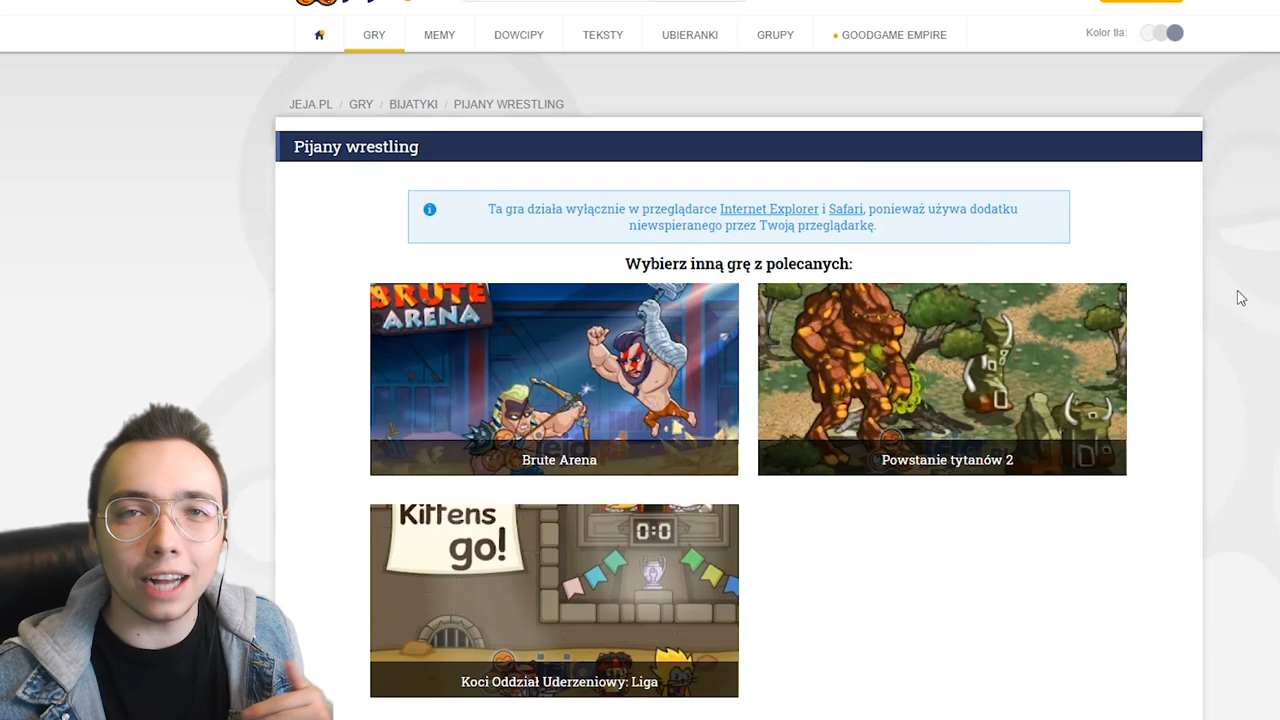 GRY
MEMY
DOWCIPY
TEKSTY
UBIERANKI
GRUPY
GOODGAME EMPIRE
Kolor tła:
JEJA.PL / GRY / BIJATYKI / PIJANY WRESTLING
Pijany wrestling
Ta gra działa wyłącznie w przeglądarce Internet Explorer i Safari, ponieważ używa dodatku
niewspieranego przez Twoją przeglądarkę.
Wybierz inną grę z polecanych:
BRUTE
ARENA
Brute Arena
Powstanie tytanów 2
Kittens
go!
0:0
Koci Oddział Uderzeniowy: Liga